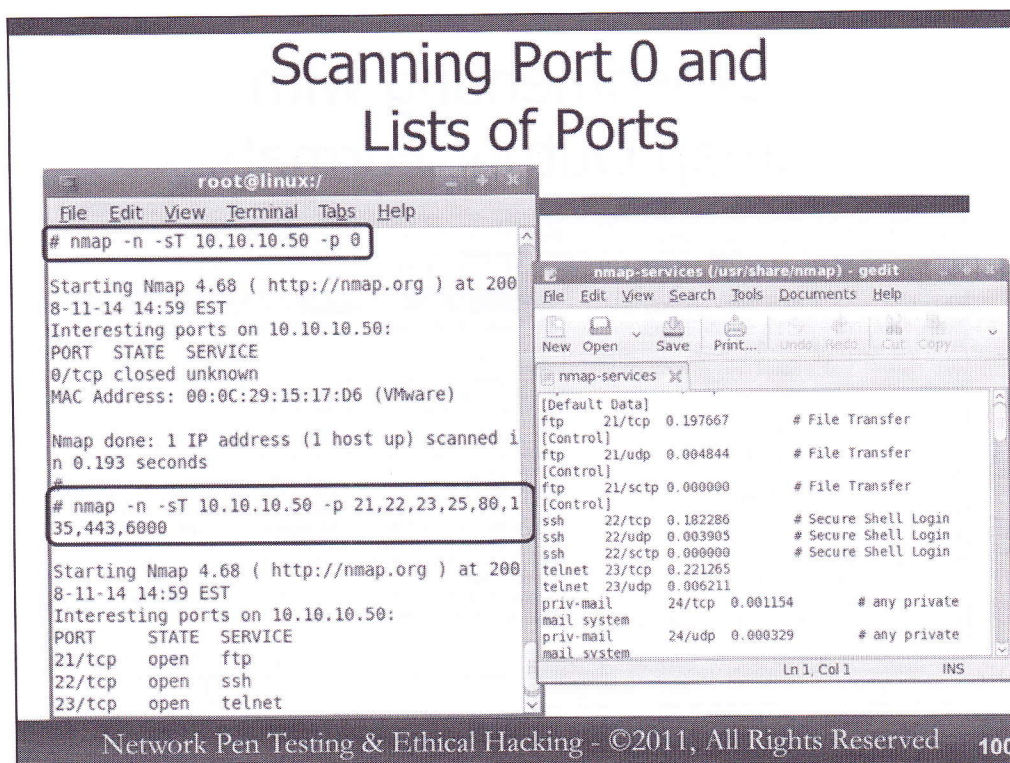 Scanning Port 0 and
Lists of Ports
root@linux:/
File Edit View Terminal Tabs Help
# nmap -n -sT 10.10.10.50 -p 0
Starting Nmap 4.68 ( http://nmap.org ) at 200
8-11-14 14:59 EST
Interesting ports on 10.10.10.50:
PORT STATE SERVICE
0/tcp closed unknown
MAC Address: 00:0C:29:15:17:D6 (VMware)
Nmap done: 1 IP address (1 host up) scanned i
n 0.193 seconds
#
# nmap -n -sT 10.10.10.50 -p 21,22,23,25,80,1
35,443,6000
Starting Nmap 4.68 ( http://nmap.org ) at 200
8-11-14 14:59 EST
Interesting ports on 10.10.10.50:
PORT STATE SERVICE
21/tcp open ftp
22/tcp open ssh
23/tcp open telnet
nmap-services (/usr/share/nmap) - gedit
File Edit View Search Tools Documents Help
New Open Save Print... Undo Redo Cut Copy
nmap-services
[Default Data]
ftp 21/tcp 0.197667 # File Transfer
[Control]
ftp 21/udp 0.004844 # File Transfer
[Control]
ftp 21/sctp 0.000000 # File Transfer
[Control]
ssh 22/tcp 0.182286 # Secure Shell Login
ssh 22/udp 0.003905 # Secure Shell Login
ssh 22/sctp 0.000000 # Secure Shell Login
telnet 23/tcp 0.221265
telnet 23/udp 0.006211
priv-mail 24/tcp 0.001154 # any private
mail system
priv-mail 24/udp 0.000329 # any private
mail system
Ln 1, Col 1 INS
Network Pen Testing & Ethical Hacking - ©2011, All Rights Reserved 100